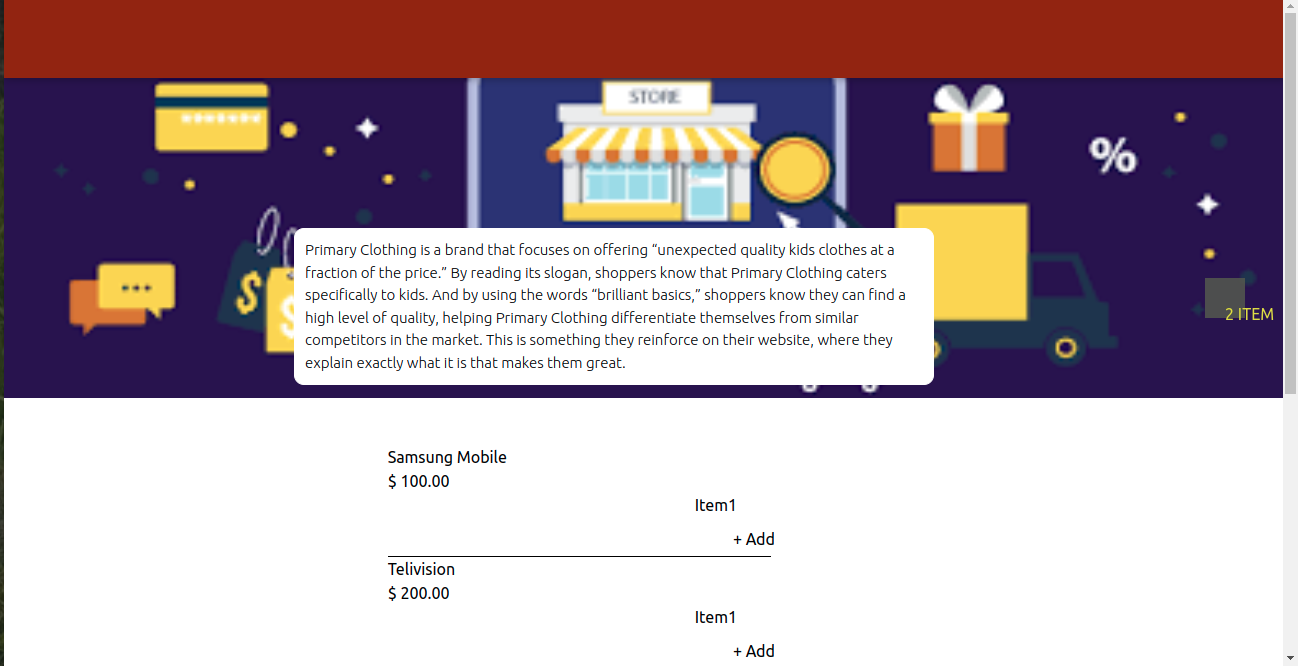 STORE
%
$
$
Primary Clothing is a brand that focuses on offering “unexpected quality kids clothes at a
fraction of the price.” By reading its slogan, shoppers know that Primary Clothing caters
specifically to kids. And by using the words “brilliant basics,” shoppers know they can find a
high level of quality, helping Primary Clothing differentiate themselves from similar
competitors in the market. This is something they reinforce on their website, where they
explain exactly what it is that makes them great.
2 ITEM
Samsung Mobile
$ 100.00
Item1
+ Add
Telivision
$ 200.00
Item1
+ Add